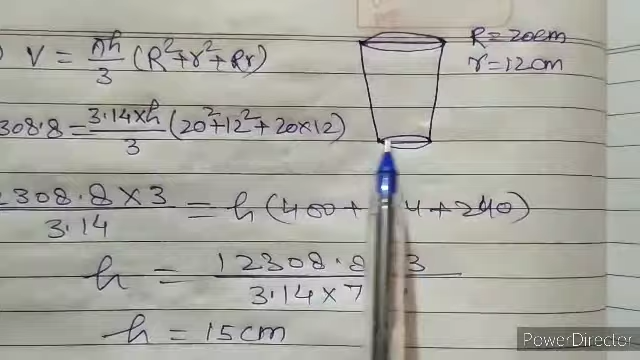 ) V = πh/3 (R²+r²+Rr)
R = 20cm
r = 12cm
308.8 = 3.14×h/3 (20²+12²+20×12)
2308.8 × 3/3.14 = h (400+ 4+240)
h = 12308.8 3/3.14×7
h = 15cm
PowerDirector